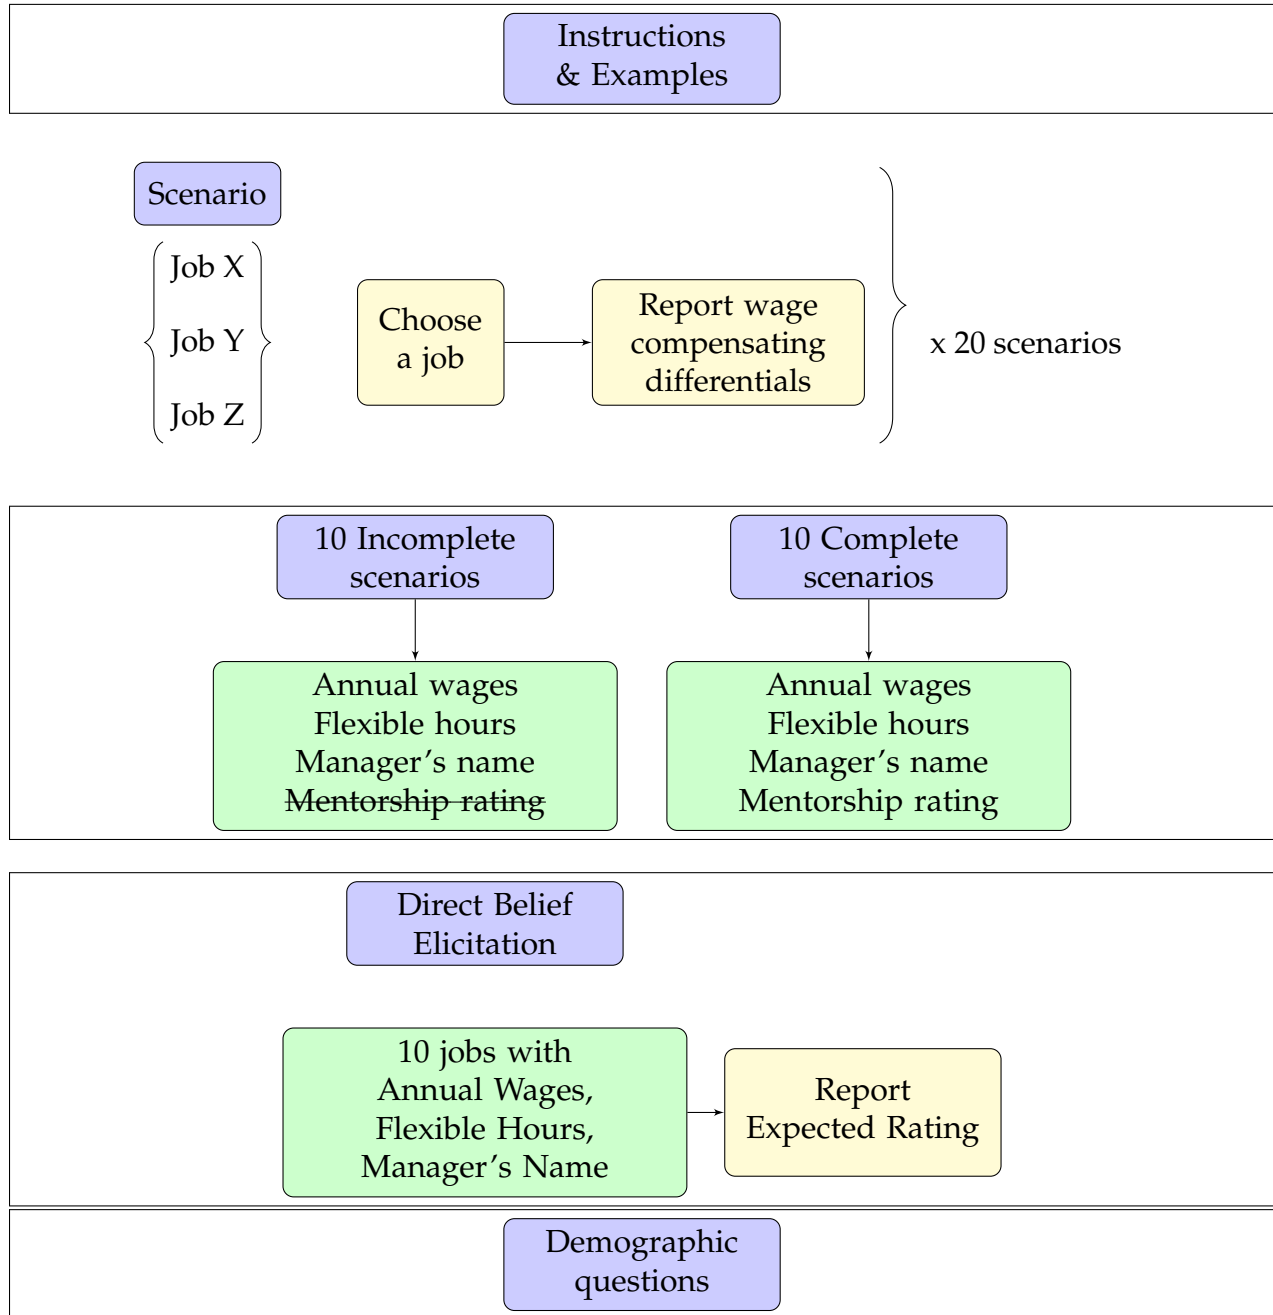 Instructions
& Examples
Scenario
Job X
Job Y
Job Z
Choose
a job
Report wage
compensating
differentials
x 20 scenarios
10 Incomplete
scenarios
10 Complete
scenarios
Annual wages
Flexible hours
Manager's name
Mentorship rating
Annual wages
Flexible hours
Manager's name
Mentorship rating
Direct Belief
Elicitation
10 jobs with
Annual Wages,
Flexible Hours,
Manager's Name
Report
Expected Rating
Demographic
questions